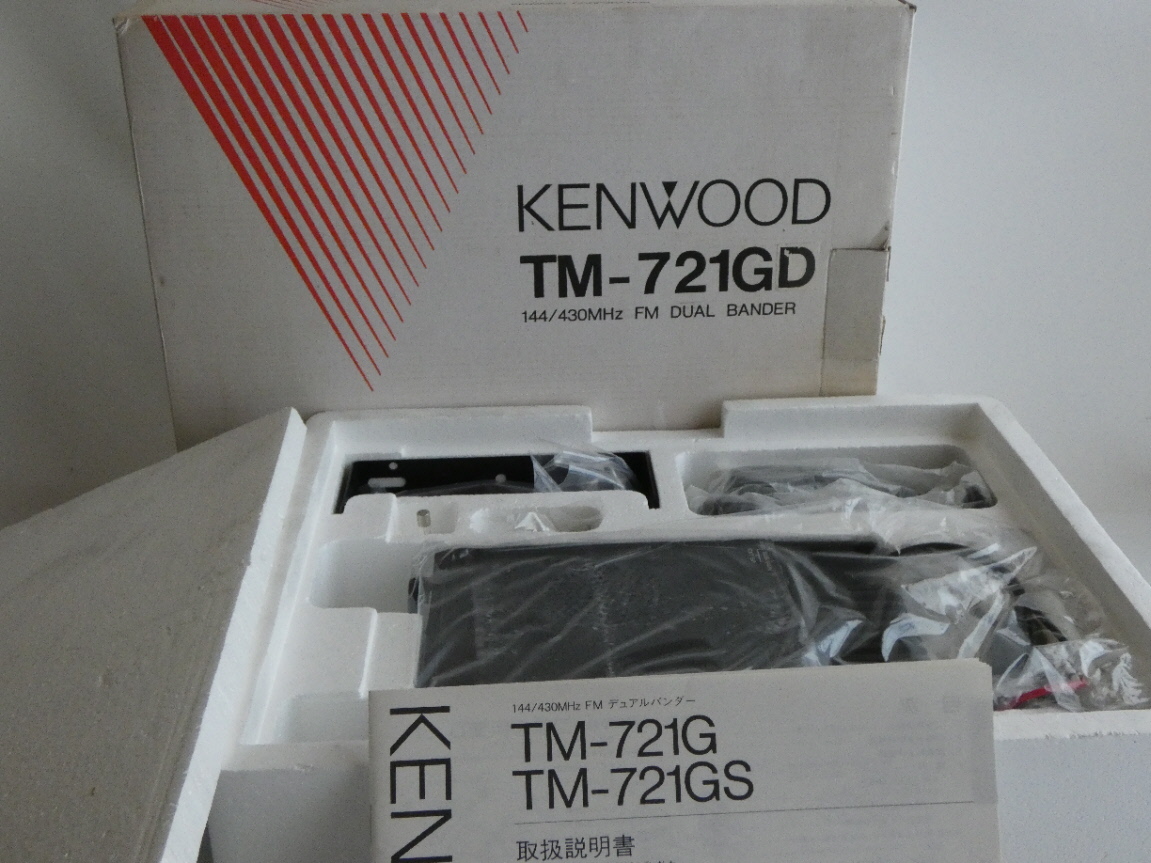 KENWOOD
TM-721GD
144/430MHz FM DUAL BANDER
KEN
144/430MHz FM デュアルバンダー
TM-721G
TM-721GS
取扱説明書